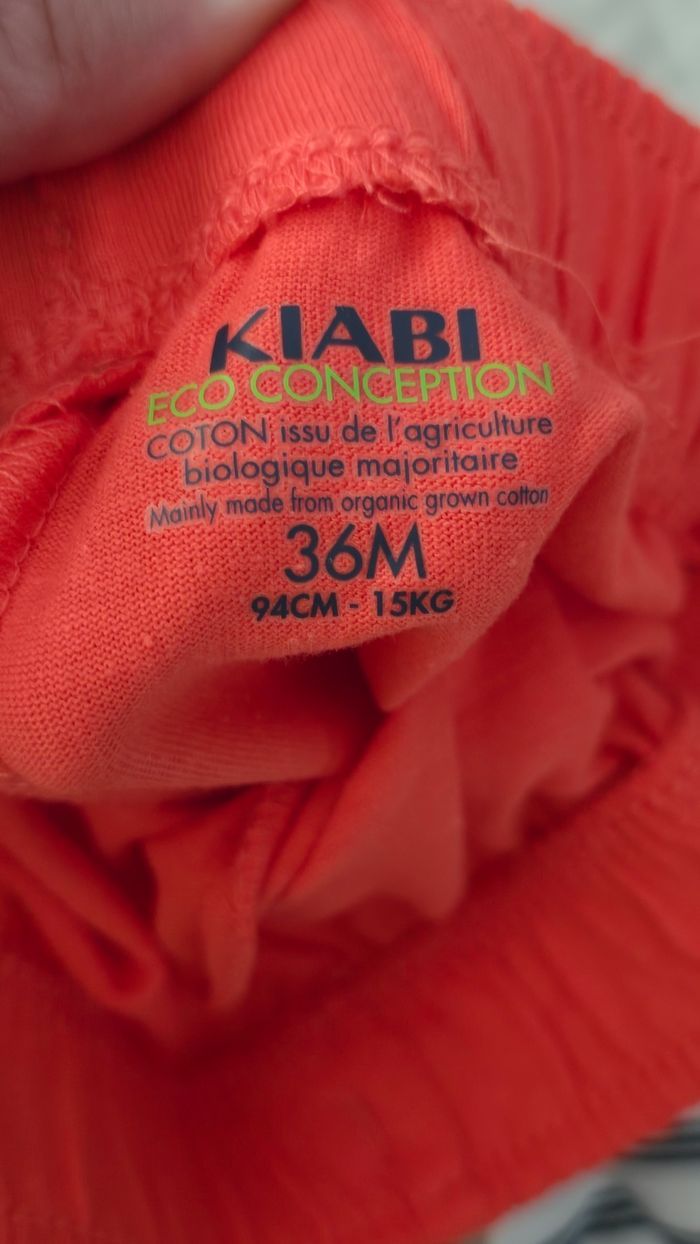 KIABI
ECO CONCEPTION
COTON issu de l'agriculture
biologique majoritaire
Mainly made from organic grown cotton
36M
94CM - 15KG